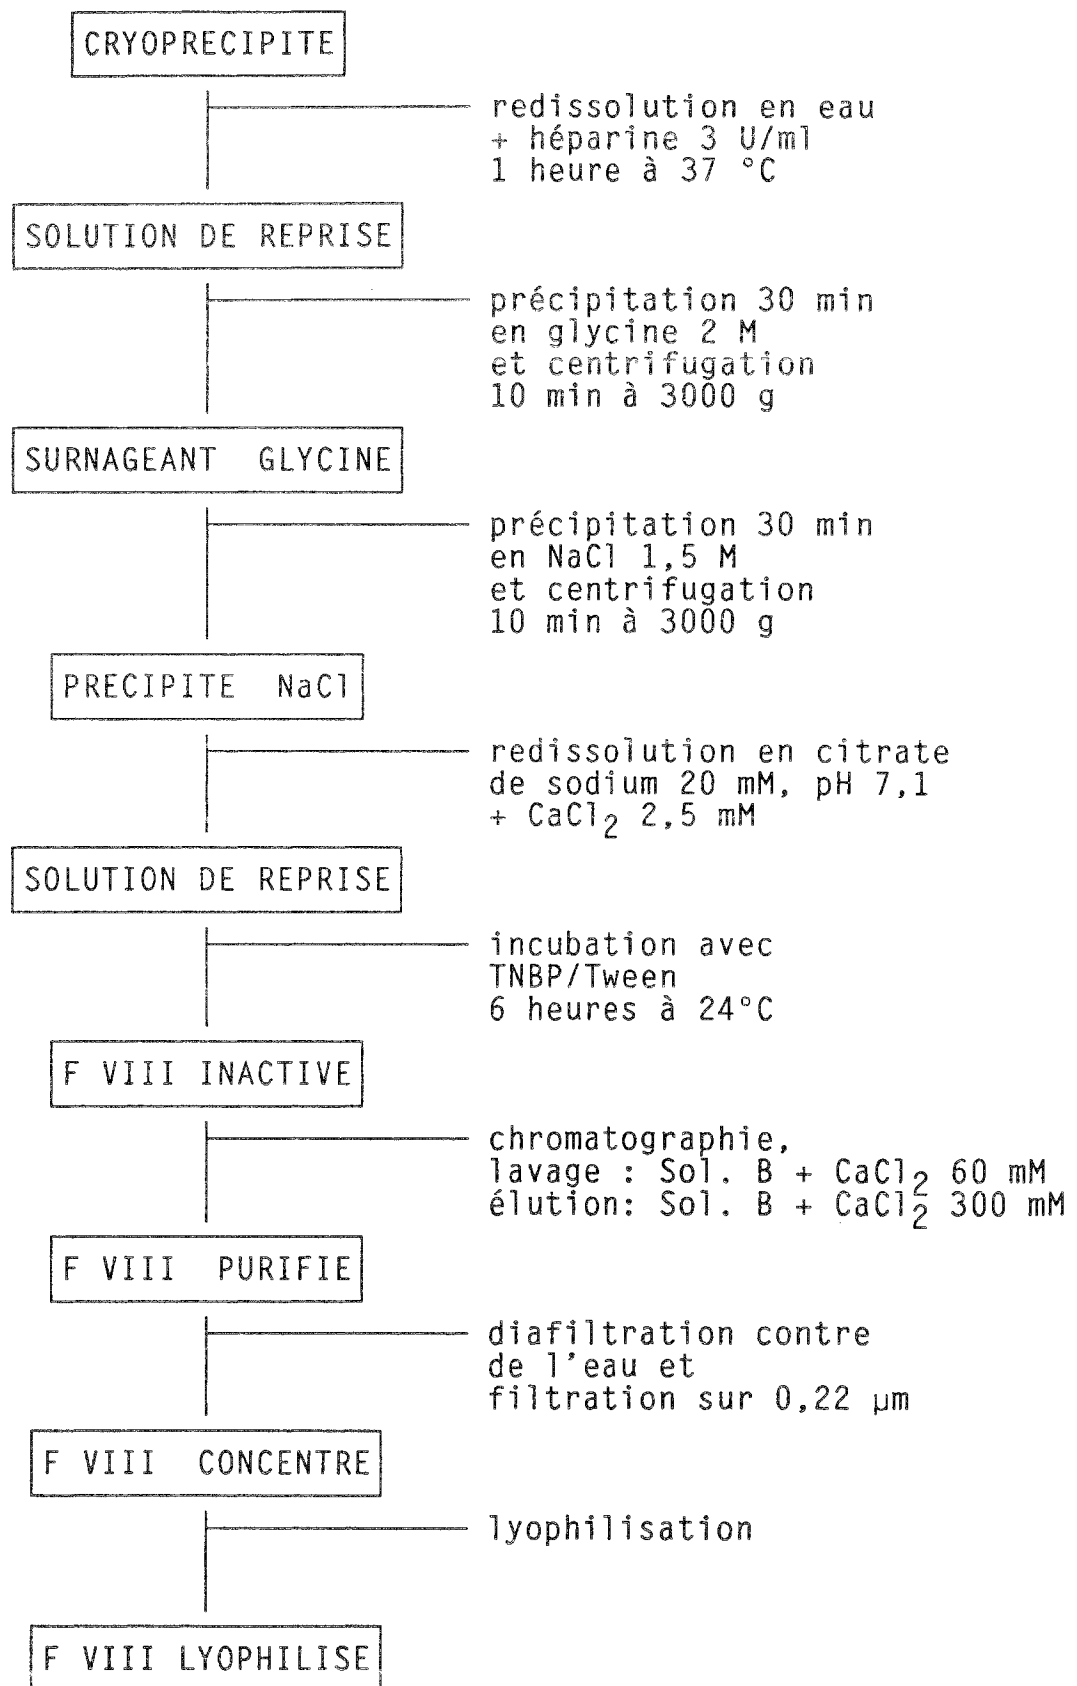 CRYOPRECIPITE
redissolution en eau
+ héparine 3 U/ml
1 heure à 37 °C
SOLUTION DE REPRISE
précipitation 30 min
en glycine 2 M
et centrifugation
10 min à 3000 g
SURNAGEANT GLYCINE
précipitation 30 min
en NaCl 1,5 M
et centrifugation
10 min à 3000 g
PRECIPITE NaCl
redissolution en citrate
de sodium 20 mM, pH 7,1
+ CaCl2 2,5 mM
SOLUTION DE REPRISE
incubation avec
TNBP/Tween
6 heures à 24°C
F VIII INACTIVE
chromatographie,
lavage : Sol. B + CaCl2 60 mM
élution: Sol. B + CaCl2 300 mM
F VIII PURIFIE
diafiltration contre
de l'eau et
filtration sur 0,22 µm
F VIII CONCENTRE
lyophilisation
F VIII LYOPHILISE